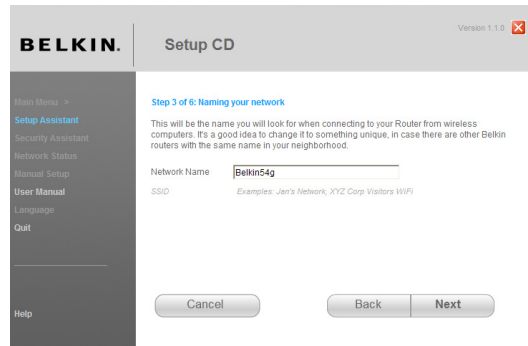 Version 1.1.0
BELKIN.
Setup CD
Main Menu >
Setup Assistant
Security Assistant
Network Status
Manual Setup
User Manual
Language
Quit
Help
Step 3 of 6: Naming your network
This will be the name you will look for when connecting to your Router from wireless
computers. It's a good idea to change it to something unique, in case there are other Belkin
routers with the same name in your neighborhood.
Network Name Belkin54g
SSID Examples: Jan's Network, XYZ Corp Visitors WiFi
Cancel Back Next